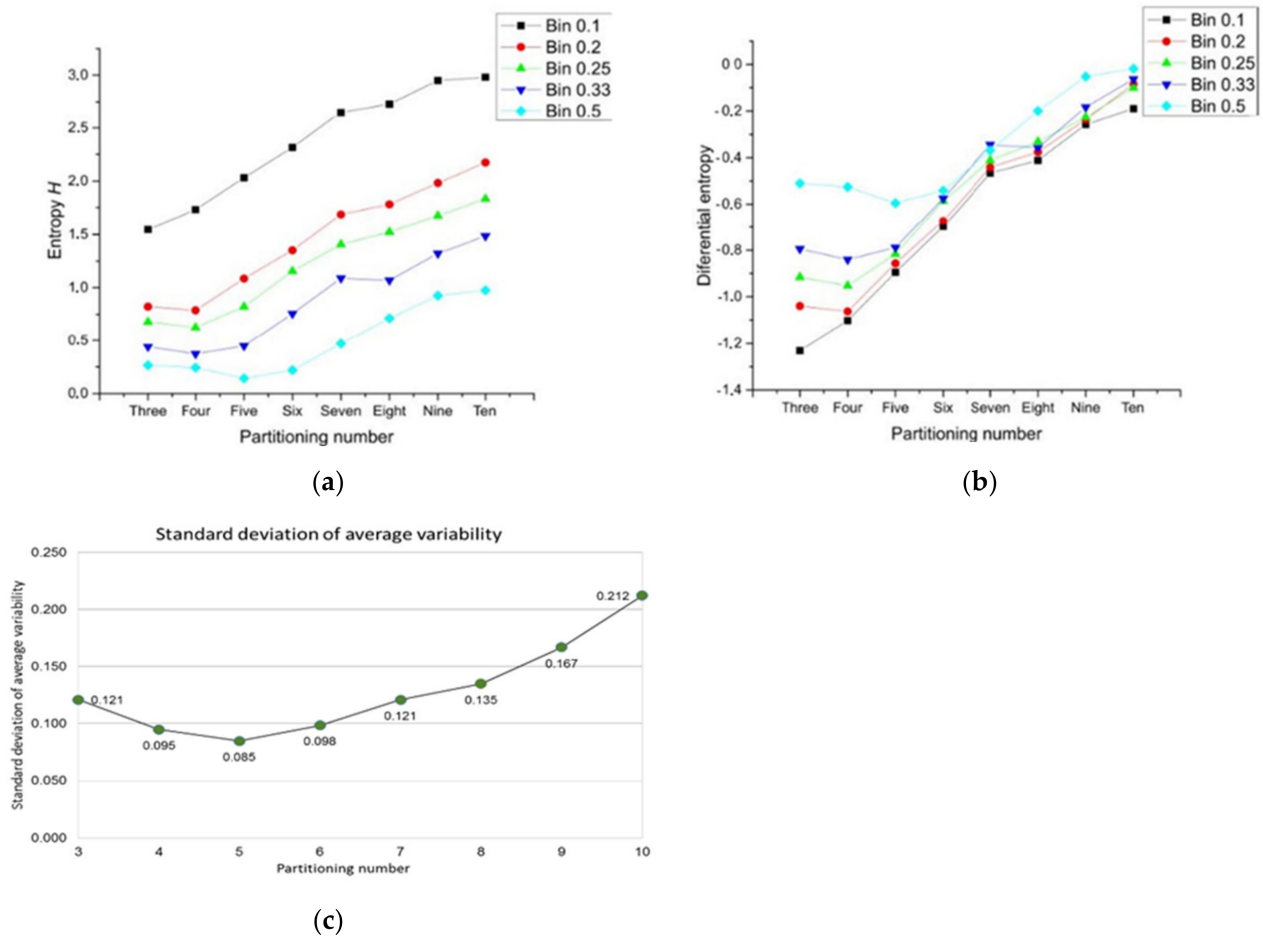 Bin 0.1
Bin 0.2
Bin 0.25
Bin 0.33
Bin 0.5
3.0
2.5
2.0
1.5
1.0
0.5
0.0
Entropy H
Three Four Five Six Seven Eight Nine Ten
Partitioning number
(a)
Bin 0.1
Bin 0.2
Bin 0.25
Bin 0.33
Bin 0.5
0 0
-0.2
-0.4
-0.6
-0.8
-1.0
-1.2
-1.4
Diferential entropy
Three Four Five Six Seven Eight Nine Ten
Partitioning number
(b)
Standard deviation of average variability
0.250
0.200
0.150
0.100
0.050
0.000
Standard deviation of average variability
0.121
0.095
0.085
0.098
0.121
0.135
0.167
0.212
3 4 5 6 7 8 9 10
Partitioning number
(c)